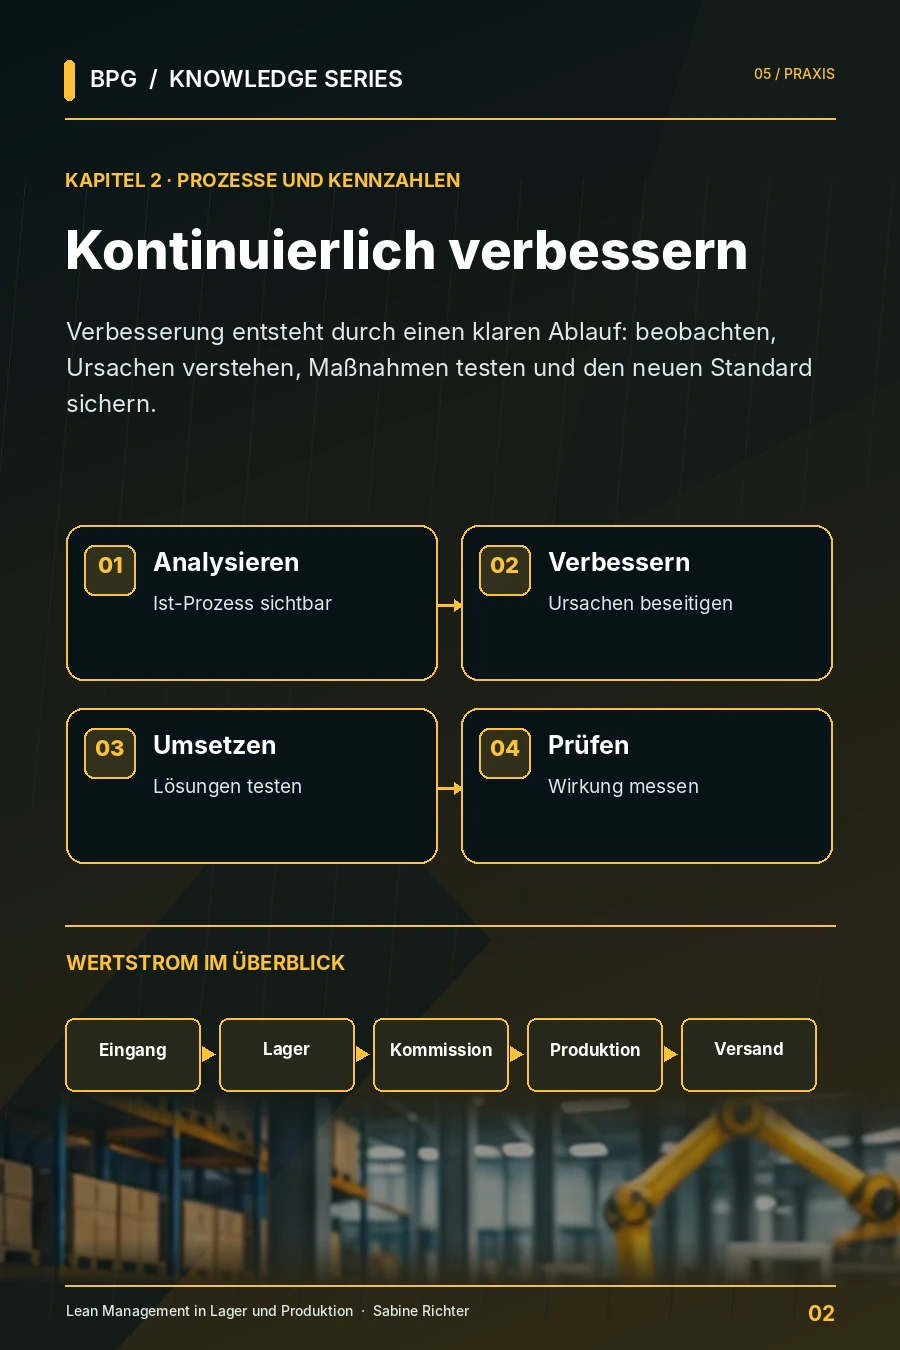 BPG / KNOWLEDGE SERIES
05 / PRAXIS
KAPITEL 2 · PROZESSE UND KENNZAHLEN
Kontinuierlich verbessern
Verbesserung entsteht durch einen klaren Ablauf: beobachten,
Ursachen verstehen, Maßnahmen testen und den neuen Standard
sichern.
01 Analysieren
Ist-Prozess sichtbar
02 Verbessern
Ursachen beseitigen
03 Umsetzen
Lösungen testen
04 Prüfen
Wirkung messen
WERTSTROM IM ÜBERBLICK
Eingang
Lager
Kommission
Produktion
Versand
Lean Management in Lager und Produktion · Sabine Richter
02